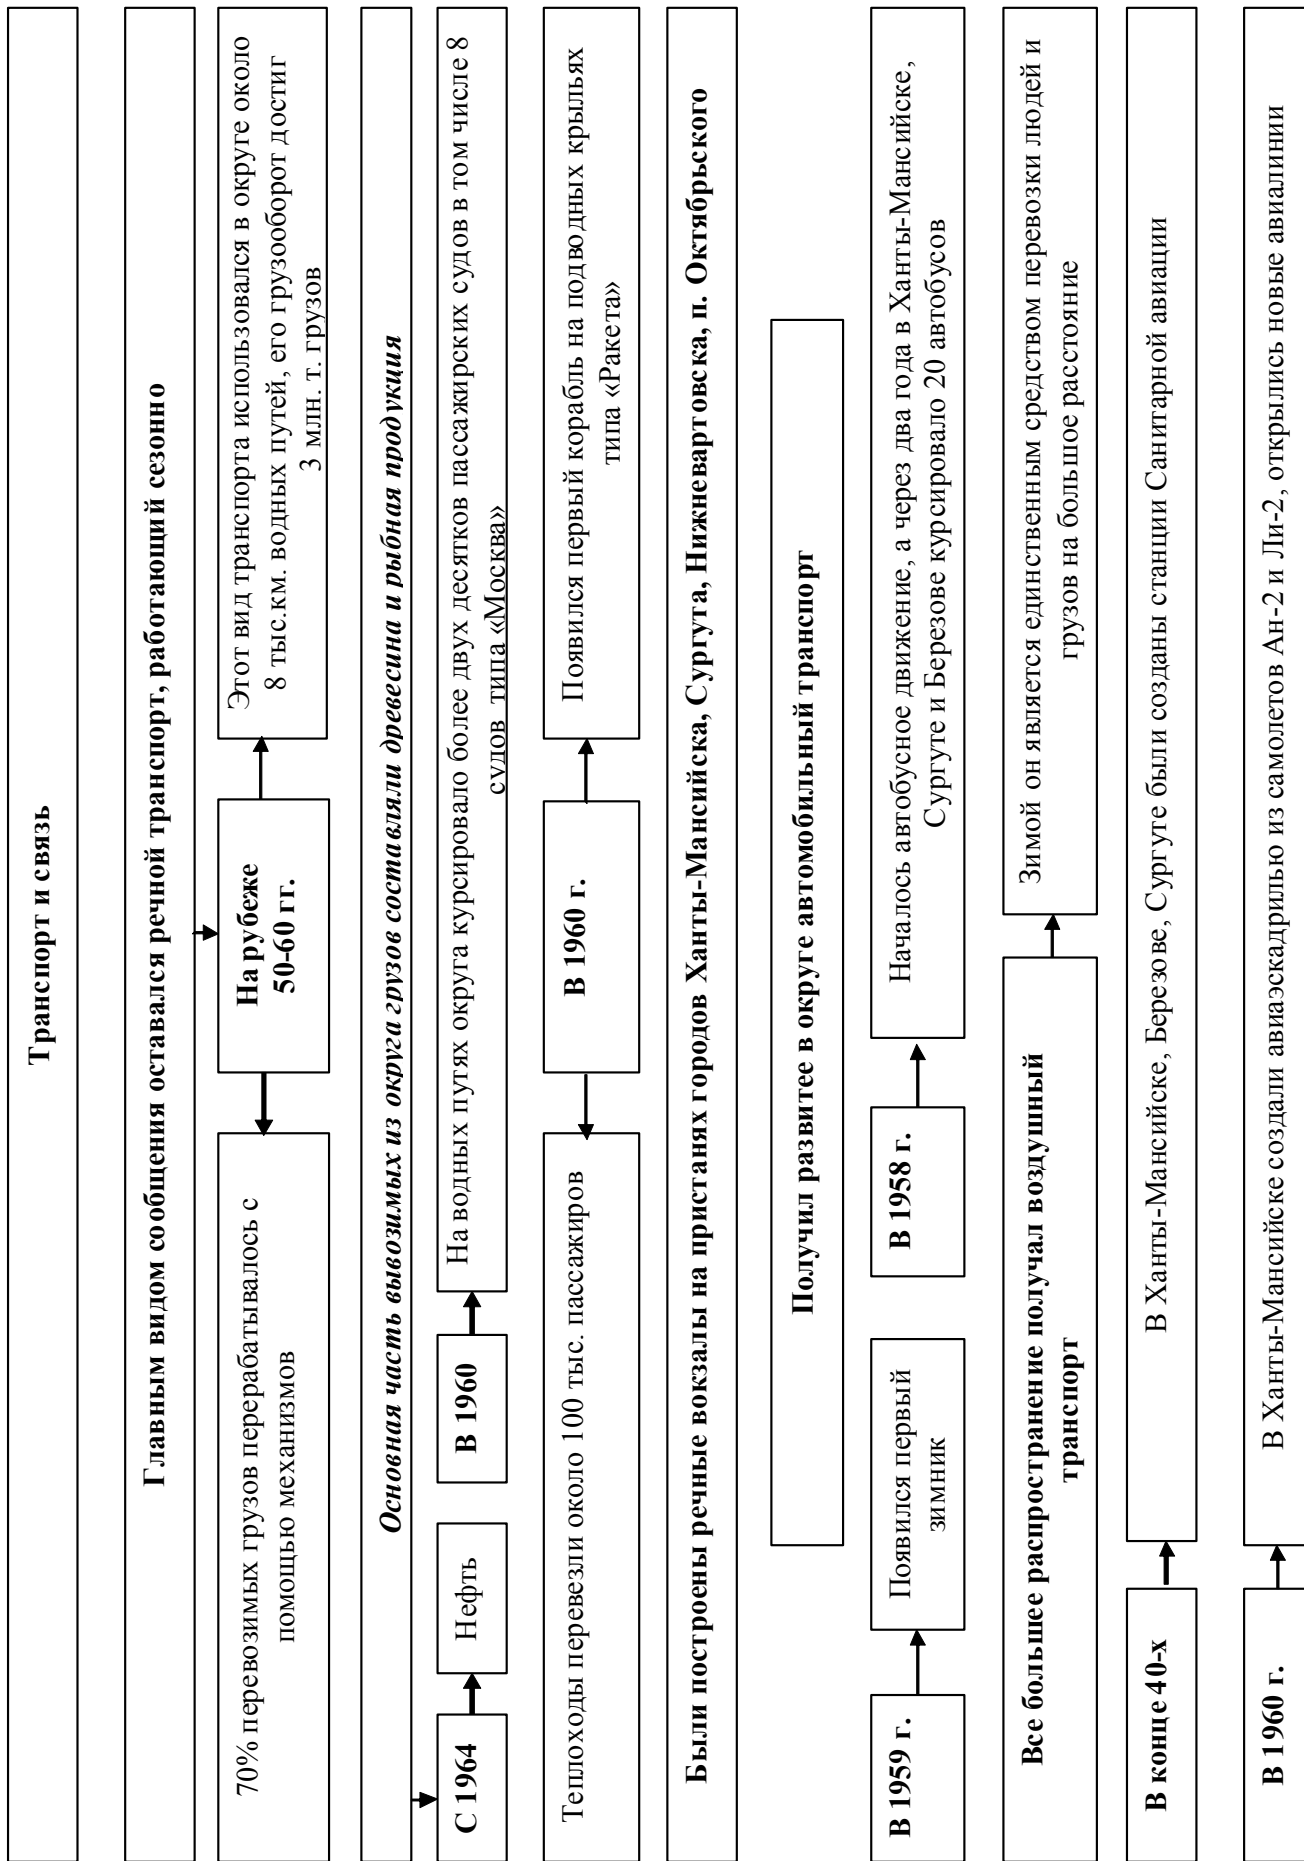 Транспорт и связь
Главным видом сообщения оставался речной транспорт, работающий сезонно
70% перевозимых грузов перерабатывалось с
помощью механизмов
На рубеже
50-60 гг.
Этот вид транспорта использовался в округе около
8 тыс.км. водных путей, его грузооборот достиг
3 млн. т. грузов
Основная часть вывозимых из округа грузов составляли древесина и рыбная продукция
С 1964
Нефть
В 1960
На водных путях округа курсировало более двух десятков пассажирских судов в том числе 8
судов типа «Москва»
Теплоходы перевезли около 100 тыс. пассажиров
В 1960 г.
Появился первый корабль на подводных крыльях
типа «Ракета»
Были построены речные вокзалы на пристанях городов Ханты-Мансийска, Сургута, Нижневартовска, п. Октябрьского
Получил развитее в округе автомобильный транспорт
В 1959 г.
Появился первый
зимник
В 1958 г.
Началось автобусное движение, а через два года в Ханты-Мансийске,
Сургуте и Березове курсировало 20 автобусов
Все большее распространение получал воздушный
транспорт
Зимой он является единственным средством перевозки людей и
грузов на большое расстояние
В конце 40-х
В Ханты-Мансийске, Березове, Сургуте были созданы станции Санитарной авиации
В 1960 г.
В Ханты-Мансийске создали авиаэскадрилью из самолетов Ан-2 и Ли-2, открылись новые авиалинии